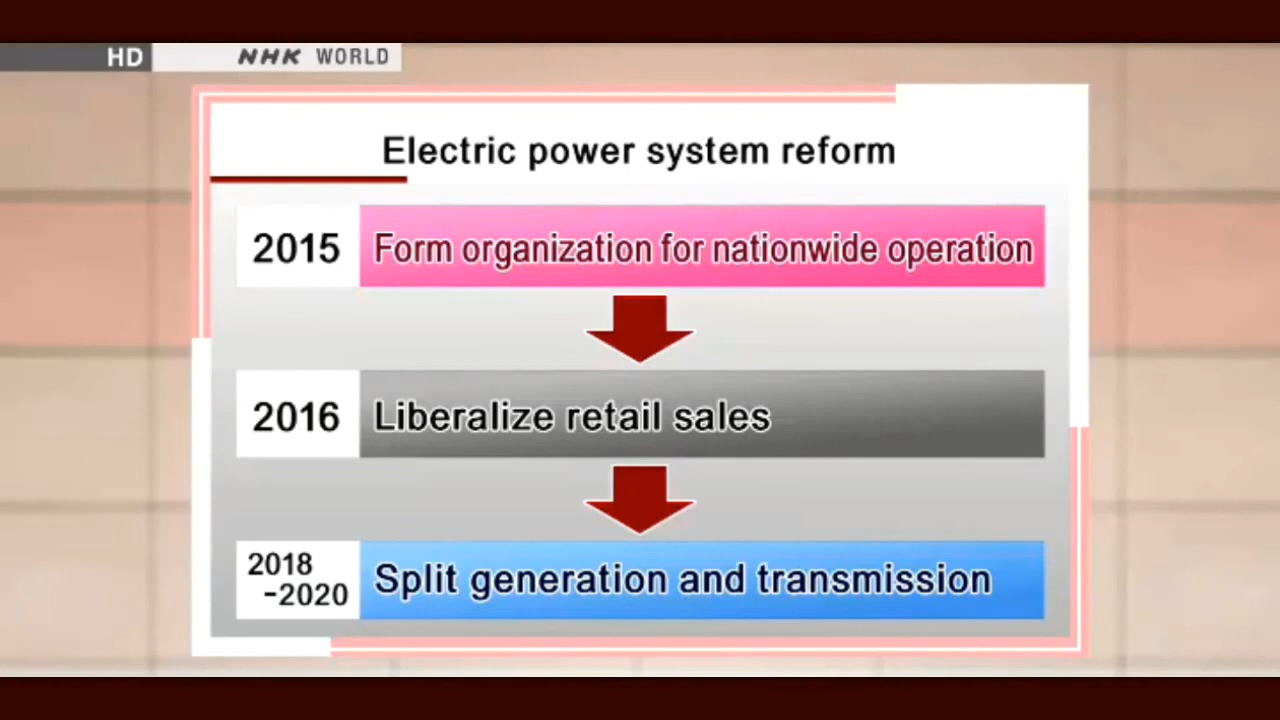 HD
NHK WORLD
Electric power system reform
2015
Form organization for nationwide operation
2016
Liberalize retail sales
2018
-2020
Split generation and transmission